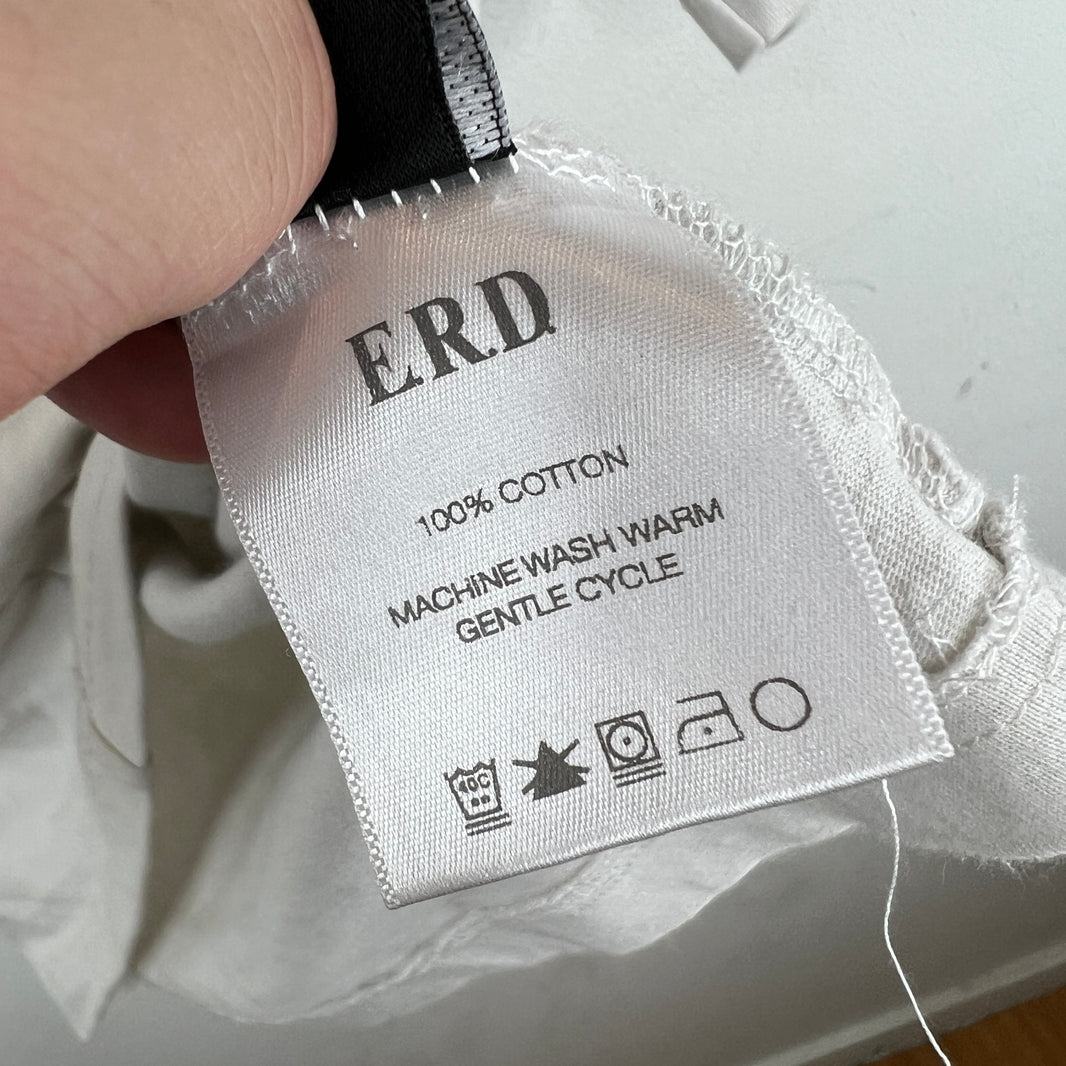 ERD
100% COTTON
MACHINE WASH WARM
GENTLE CYCLE
40C